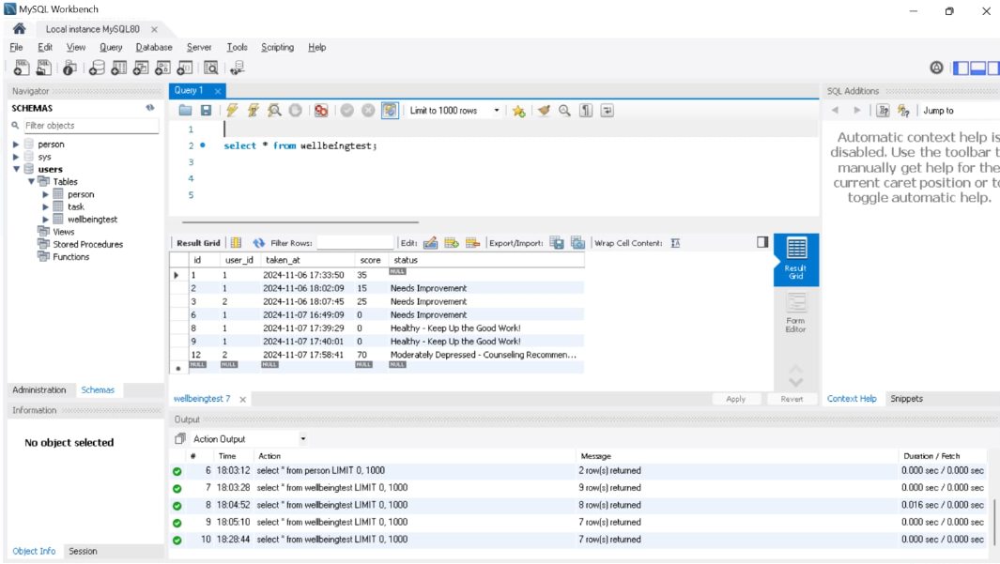 MySQL Workbench
Local instance MySQL80
File Edit View Query Database Server Tools Scripting Help
Navigator
SCHEMAS
Filter objects
person
sys
users
Tables
person
task
wellbeingtest
Views
Stored Procedures
Functions
Administration Schemas
Information
No object selected
Object Info Session
Query 1
Limit to 1000 rows
1
2 select * from wellbeingtest;
3
4
5
Result Grid Filter Rows: Edit: Export/Import: Wrap Cell Content:
id user_id taken_at score status
1 1 2024-11-06 17:33:50 35 NULL
2 1 2024-11-06 18:02:09 15 Needs Improvement
3 2 2024-11-06 18:07:45 25 Needs Improvement
6 1 2024-11-07 16:49:09 0 Needs Improvement
8 1 2024-11-07 17:39:29 0 Healthy - Keep Up the Good Work!
9 1 2024-11-07 17:40:01 0 Healthy - Keep Up the Good Work!
12 2 2024-11-07 17:58:41 70 Moderately Depressed - Counseling Recommen...
NULL NULL NULL NULL NULL
Result
Grid
Form
Editor
wellbeingtest 7
Apply Revert
SQL Additions
Jump to
Automatic context help is
disabled. Use the toolbar t
manually get help for the
current caret position or to
toggle automatic help.
Context Help Snippets
Output
Action Output
# Time Action Message Duration / Fetch
6 18:03:12 select * from person LIMIT 0, 1000 2 row(s) returned 0.000 sec / 0.000 sec
7 18:03:28 select * from wellbeingtest LIMIT 0, 1000 9 row(s) returned 0.000 sec / 0.000 sec
8 18:04:52 select * from wellbeingtest LIMIT 0, 1000 8 row(s) returned 0.016 sec / 0.000 sec
9 18:05:10 select * from wellbeingtest LIMIT 0, 1000 7 row(s) returned 0.000 sec / 0.000 sec
10 18:28:44 select * from wellbeingtest LIMIT 0, 1000 7 row(s) returned 0.000 sec / 0.000 sec